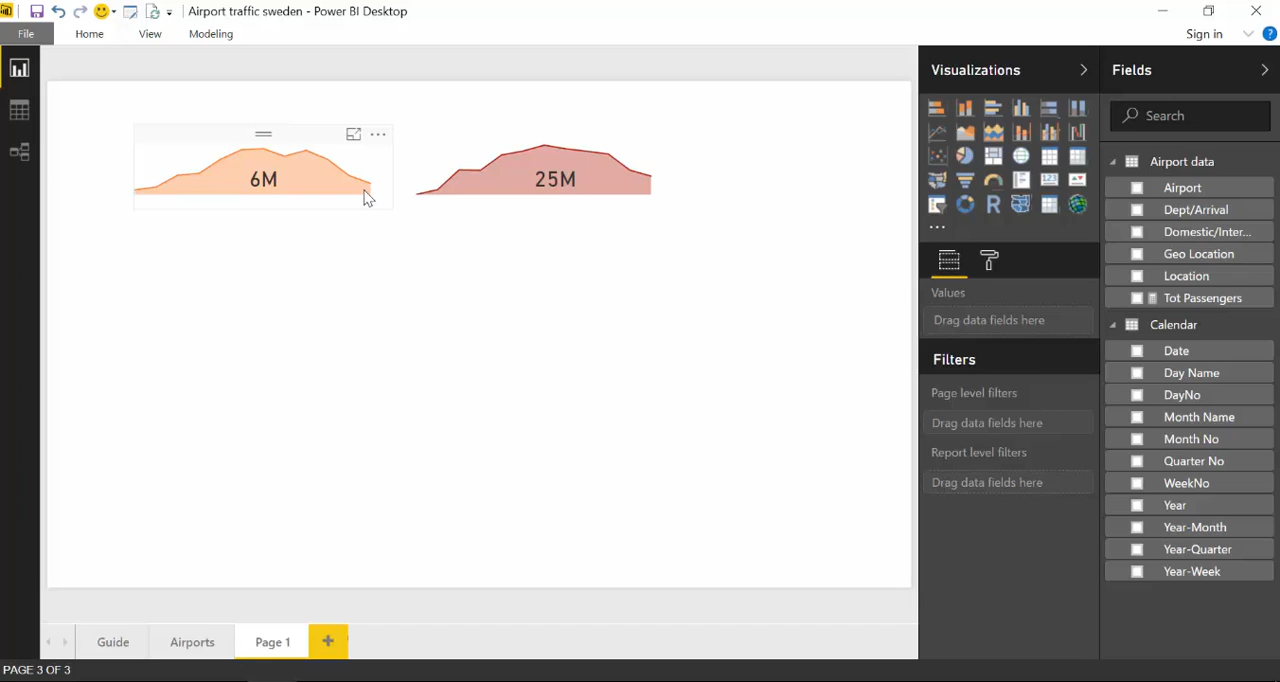 Airport traffic sweden - Power BI Desktop
File Home View Modeling Sign in ?
Visualizations
Fields
Search
Airport data
Airport
Dept/Arrival
Domestic/Inter...
Geo Location
Location
Tot Passengers
Calendar
Date
Day Name
DayNo
Month Name
Month No
Quarter No
WeekNo
Year
Year-Month
Year-Quarter
Year-Week
6M
25M
R
123
Values
Drag data fields here
Filters
Page level filters
Drag data fields here
Report level filters
Drag data fields here
Guide Airports Page 1 +
PAGE 3 OF 3